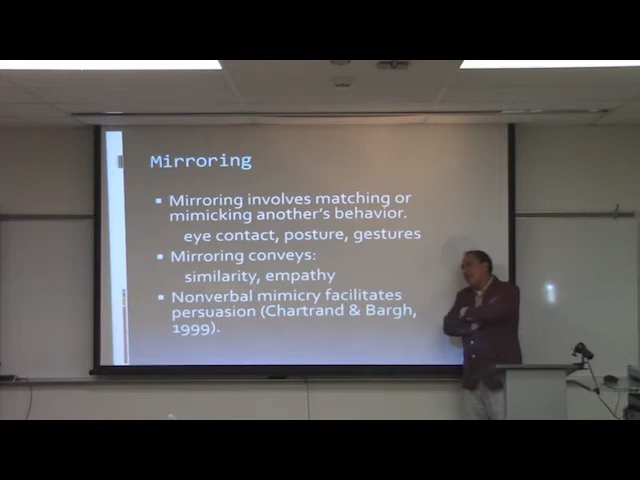 Mirroring
▪ Mirroring involves matching or
mimicking another's behavior.
eye contact, posture, gestures
▪ Mirroring conveys:
similarity, empathy
▪ Nonverbal mimicry facilitates
persuasion (Chartrand & Bargh,
1999).